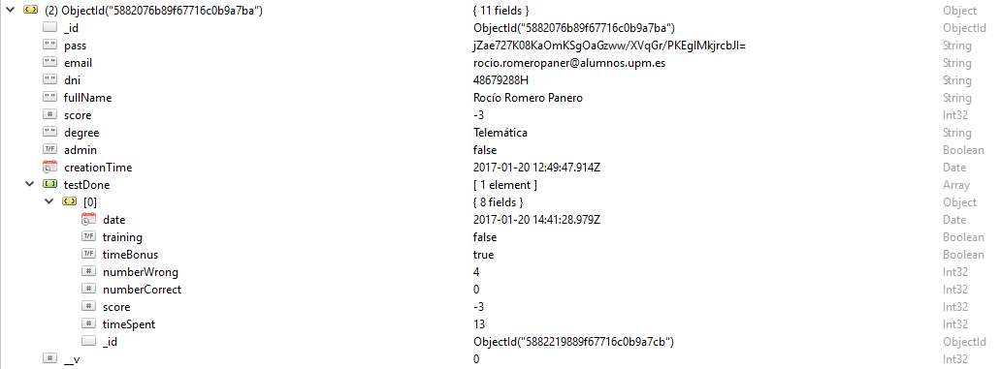 (2) ObjectId("5882076b89f67716c0b9a7ba") { 11 fields } Object
_id ObjectId("5882076b89f67716c0b9a7ba") ObjectId
" " pass jZae727K08KaOmKSgOaGzww/XVqGr/PKEglMkjrcbJI= String
" " email rocio.romeropaner@alumnos.upm.es String
" " dni 48679288H String
" " fullName Rocío Romero Panero String
# score -3 Int32
" " degree Telemática String
T/F admin false Boolean
creationTime 2017-01-20 12:49:47.914Z Date
testDone [ 1 element ] Array
[0] { 8 fields } Object
date 2017-01-20 14:41:28.979Z Date
T/F training false Boolean
T/F timeBonus true Boolean
# numberWrong 4 Int32
# numberCorrect 0 Int32
# score -3 Int32
# timeSpent 13 Int32
_id ObjectId("5882219889f67716c0b9a7cb") ObjectId
# __v 0 Int32